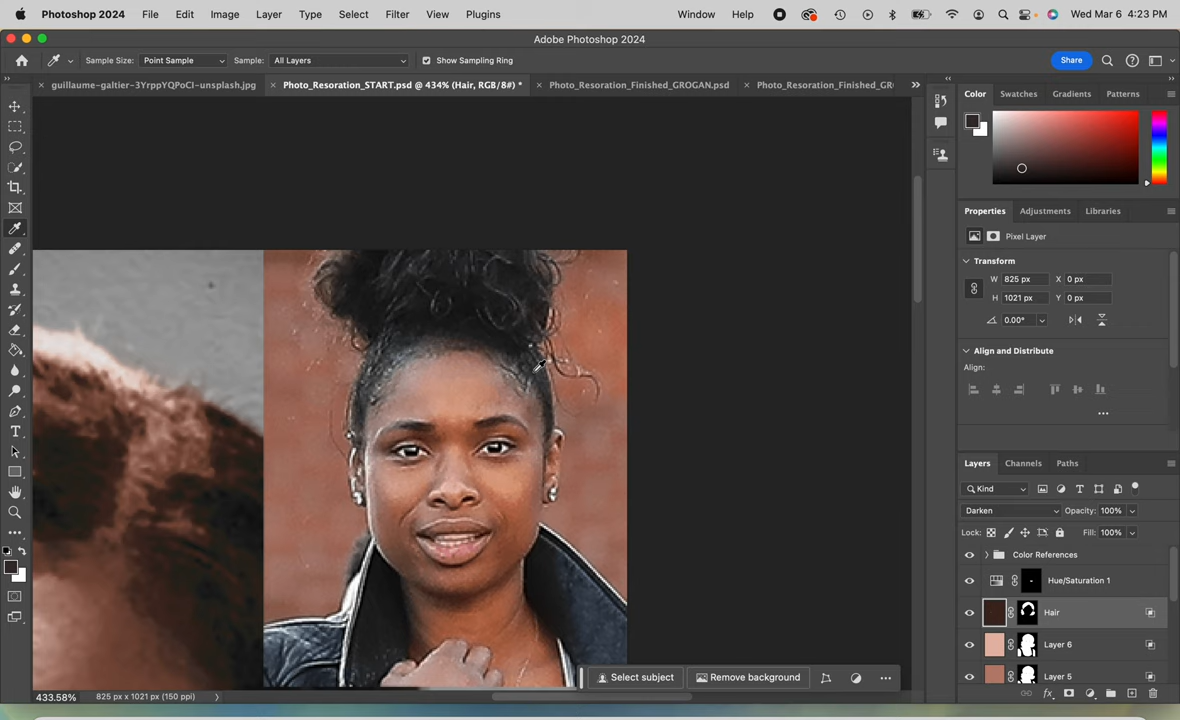 Photoshop 2024 File Edit Image Layer Type Select Filter View Plugins Window Help Wed Mar 6 4:23 PM
Adobe Photoshop 2024
Sample Size: Point Sample Sample: All Layers Show Sampling Ring Share
guillaume-galtier-3YrppYQPoCI-unsplash.jpg Photo_Resoration_START.psd @ 434% (Hair, RGB/8#) * Photo_Resoration_Finished_GROGAN.psd Photo_Resoration_Finished_GR
Color Swatches Gradients Patterns
Properties Adjustments Libraries
Pixel Layer
Transform
W 825 px X 0 px
H 1021 px Y 0 px
0.00°
Align and Distribute
Align:
Layers Channels Paths
Kind
Darken Opacity: 100%
Lock: Fill: 100%
Color References
Hue/Saturation 1
Hair
Layer 6
Layer 5
Select subject Remove background
433.58% 825 px x 1021 px (150 ppi)